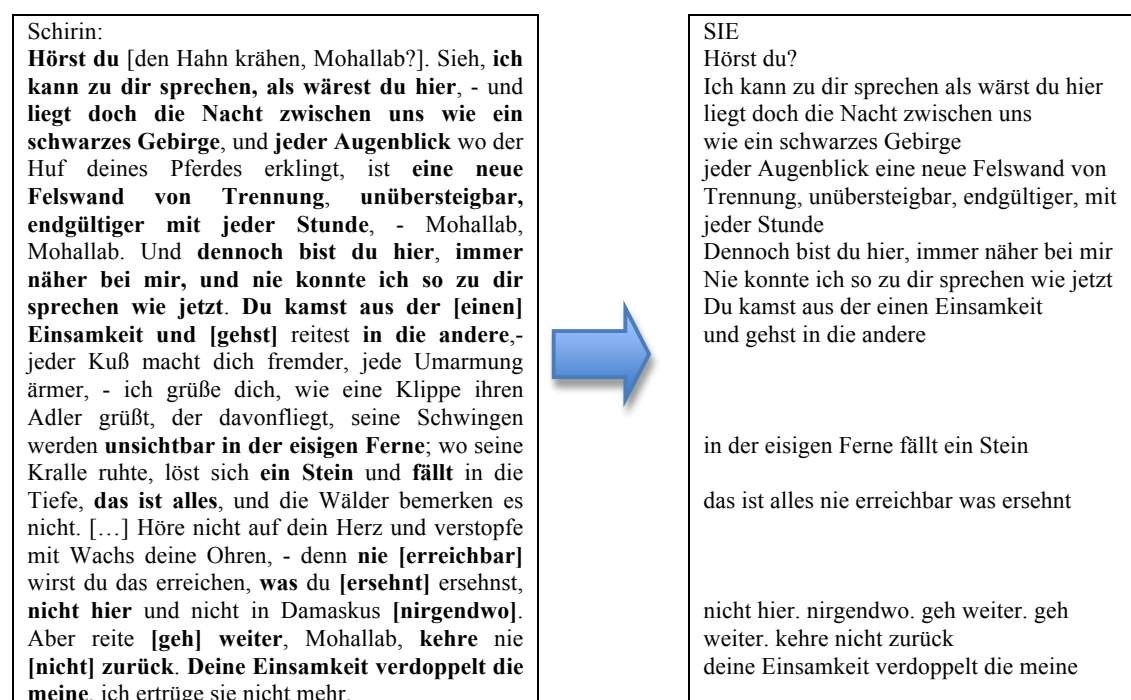 Schirin:
Hörst du [den Hahn krähen, Mohallab?]. Sieh, ich
kann zu dir sprechen, als wärest du hier, - und
liegt doch die Nacht zwischen uns wie ein
schwarzes Gebirge, und jeder Augenblick wo der
Huf deines Pferdes erklingt, ist eine neue
Felswand von Trennung, unübersteigbar,
endgültiger mit jeder Stunde, - Mohallab,
Mohallab. Und dennoch bist du hier, immer
näher bei mir, und nie konnte ich so zu dir
sprechen wie jetzt. Du kamst aus der [einen]
Einsamkeit und [gehst] reitest in die andere,-
jeder Kuß macht dich fremder, jede Umarmung
ärmer, - ich grüße dich, wie eine Klippe ihren
Adler grüßt, der davonfliegt, seine Schwingen
werden unsichtbar in der eisigen Ferne; wo seine
Kralle ruhte, löst sich ein Stein und fällt in die
Tiefe, das ist alles, und die Wälder bemerken es
nicht. […] Höre nicht auf dein Herz und verstopfe
mit Wachs deine Ohren, - denn nie [erreichbar]
wirst du das erreichen, was du [ersehnt] ersehnst,
nicht hier und nicht in Damaskus [nirgendwo].
Aber reite [geh] weiter, Mohallab, kehre nie
[nicht] zurück. Deine Einsamkeit verdoppelt die
meine, ich ertrüge sie nicht mehr.
SIE
Hörst du?
Ich kann zu dir sprechen als wärst du hier
liegt doch die Nacht zwischen uns
wie ein schwarzes Gebirge
jeder Augenblick eine neue Felswand von
Trennung, unübersteigbar, endgültiger, mit
jeder Stunde
Dennoch bist du hier, immer näher bei mir
Nie konnte ich so zu dir sprechen wie jetzt
Du kamst aus der einen Einsamkeit
und gehst in die andere
in der eisigen Ferne fällt ein Stein
das ist alles nie erreichbar was ersehnt
nicht hier. nirgendwo. geh weiter. geh
weiter. kehre nicht zurück
deine Einsamkeit verdoppelt die meine